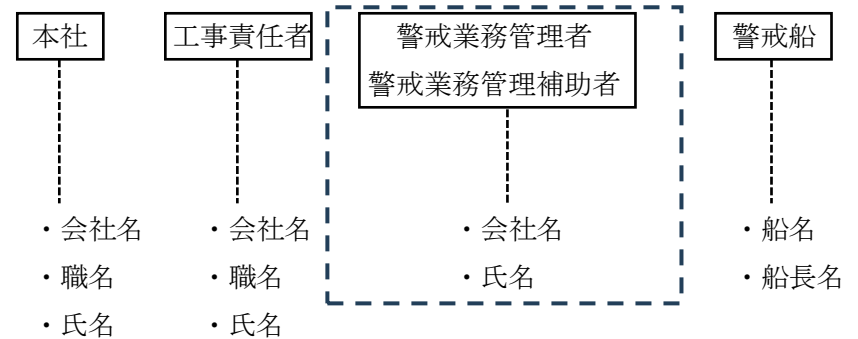 本社
工事責任者
警戒業務管理者
警戒業務管理補助者
警戒船
・会社名
・職名
・氏名
・会社名
・職名
・氏名
・会社名
・氏名
・船名
・船長名